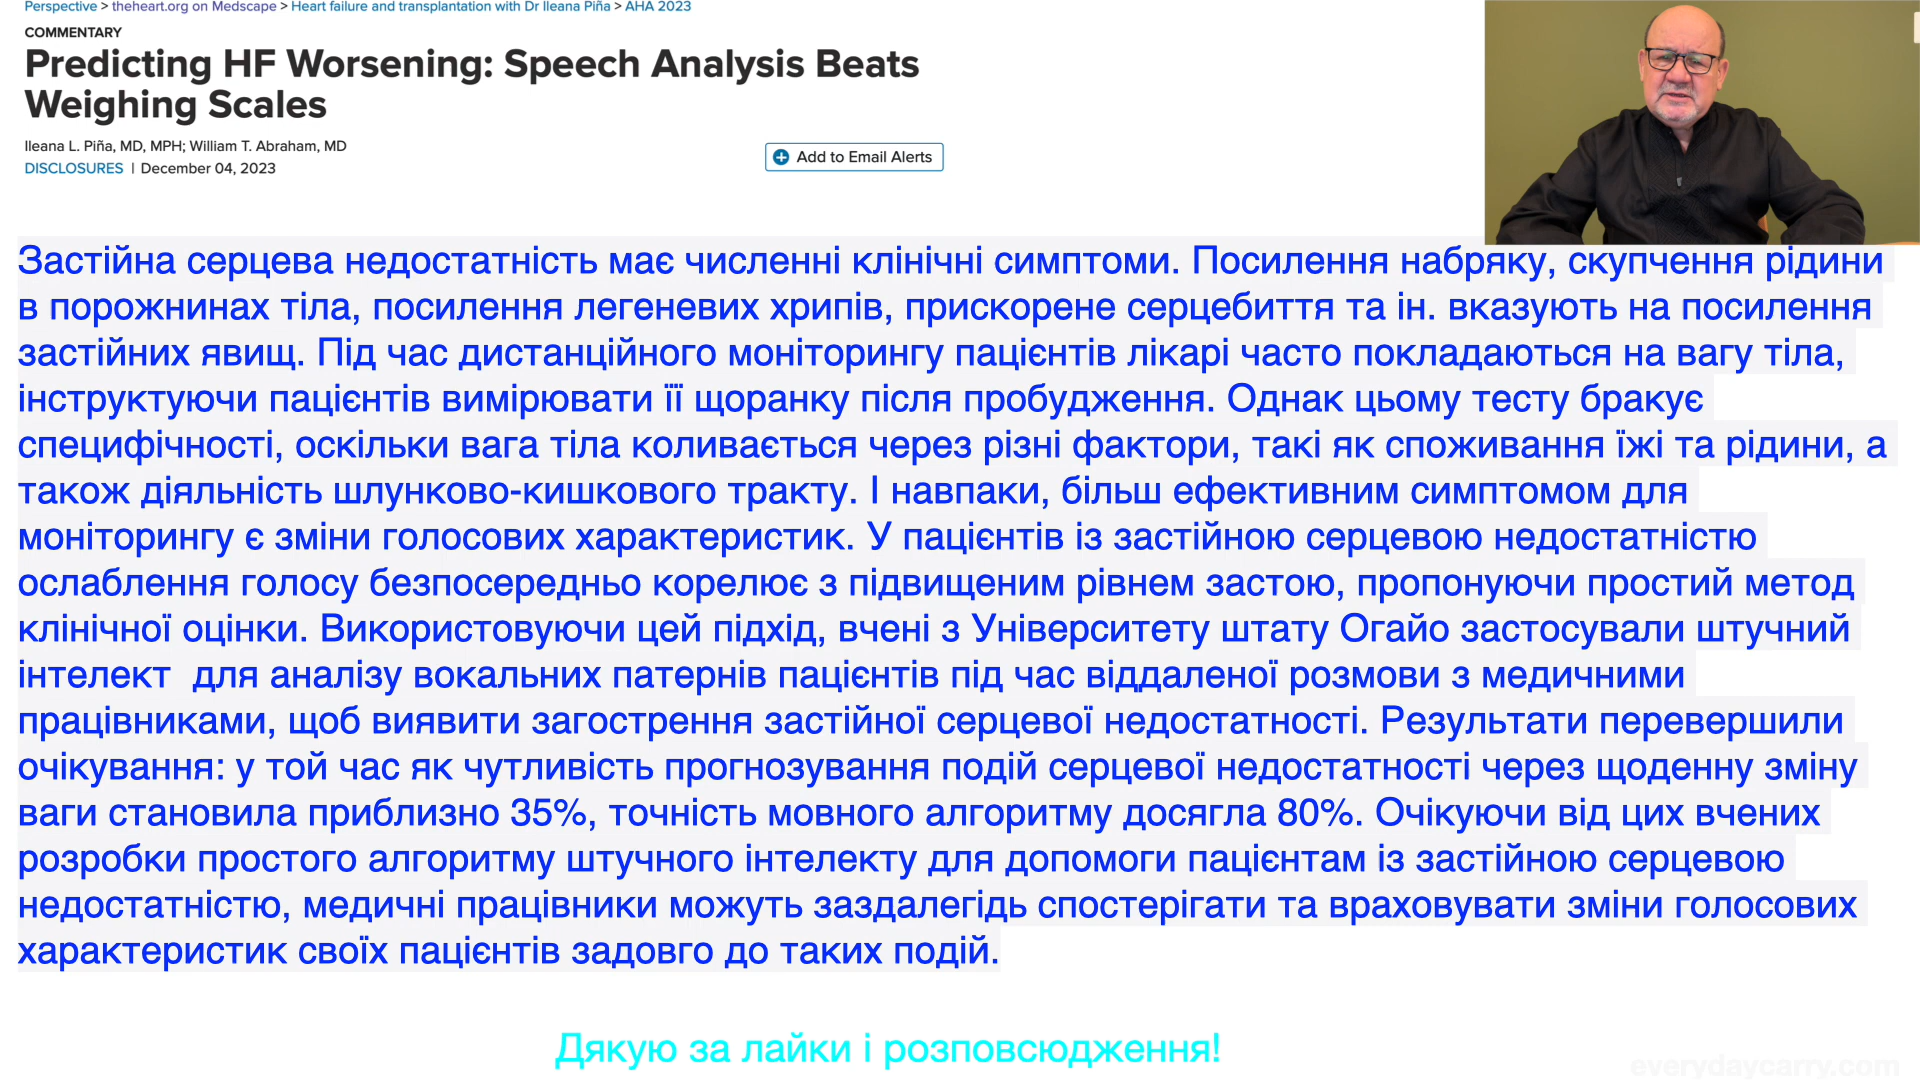 Perspective > theheart.org on Medscape > Heart failure and transplantation with Dr Ileana Piña > AHA 2023
COMMENTARY
Predicting HF Worsening: Speech Analysis Beats
Weighing Scales
Ileana L. Piña, MD, MPH; William T. Abraham, MD
DISCLOSURES | December 04, 2023
Add to Email Alerts
Застійна серцева недостатність має численні клінічні симптоми. Посилення набряку, скупчення рідини
в порожнинах тіла, посилення легеневих хрипів, прискорене серцебиття та ін. вказують на посилення
застійних явищ. Під час дистанційного моніторингу пацієнтів лікарі часто покладаються на вагу тіла,
інструктуючи пацієнтів вимірювати її щоранку після пробудження. Однак цьому тесту бракує
специфічності, оскільки вага тіла коливається через різні фактори, такі як споживання їжі та рідини, а
також діяльність шлунково-кишкового тракту. І навпаки, більш ефективним симптомом для
моніторингу є зміни голосових характеристик. У пацієнтів із застійною серцевою недостатністю
ослаблення голосу безпосередньо корелює з підвищеним рівнем застою, пропонуючи простий метод
клінічної оцінки. Використовуючи цей підхід, вчені з Університету штату Огайо застосували штучний
інтелект для аналізу вокальних патернів пацієнтів під час віддаленої розмови з медичними
працівниками, щоб виявити загострення застійної серцевої недостатності. Результати перевершили
очікування: у той час як чутливість прогнозування подій серцевої недостатності через щоденну зміну
ваги становила приблизно 35%, точність мовного алгоритму досягла 80%. Очікуючи від цих вчених
розробки простого алгоритму штучного інтелекту для допомоги пацієнтам із застійною серцевою
недостатністю, медичні працівники можуть заздалегідь спостерігати та враховувати зміни голосових
характеристик своїх пацієнтів задовго до таких подій.
Дякую за лайки і розповсюдження!
everydaycarry.com